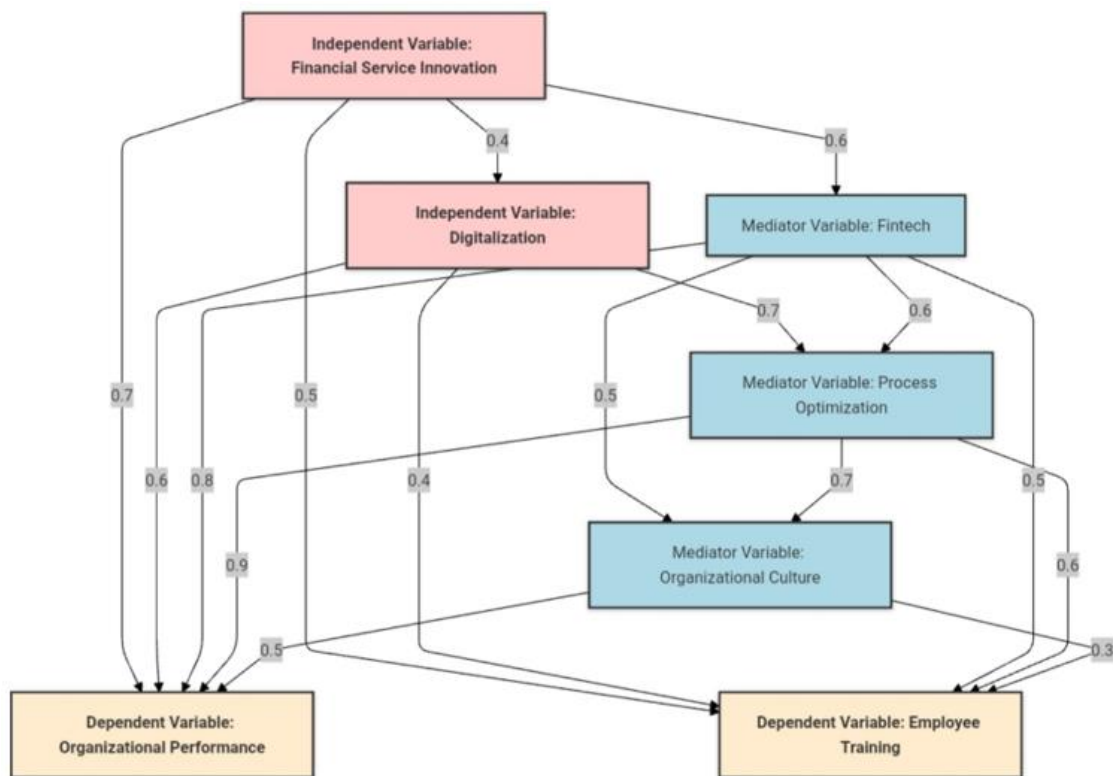 Independent Variable:
Financial Service Innovation
0.4
0.6
Independent Variable:
Digitalization
Mediator Variable: Fintech
0.7
0.6
Mediator Variable: Process
Optimization
0.7
0.5
0.5
0.6
0.8
0.4
0.7
0.5
Mediator Variable:
Organizational Culture
0.9
0.6
0.5
0.3
Dependent Variable:
Organizational Performance
Dependent Variable: Employee
Training